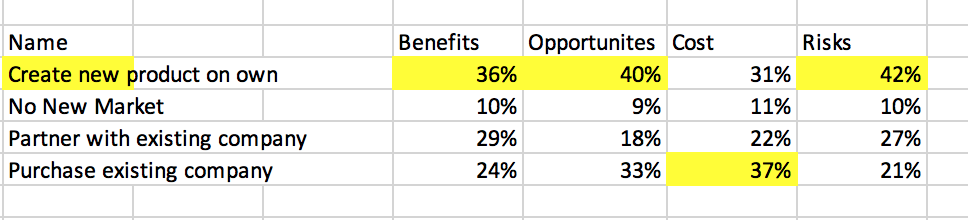 Name Benefits Opportunites Cost Risks
Create new product on own 36% 40% 31% 42%
No New Market 10% 9% 11% 10%
Partner with existing company 29% 18% 22% 27%
Purchase existing company 24% 33% 37% 21%